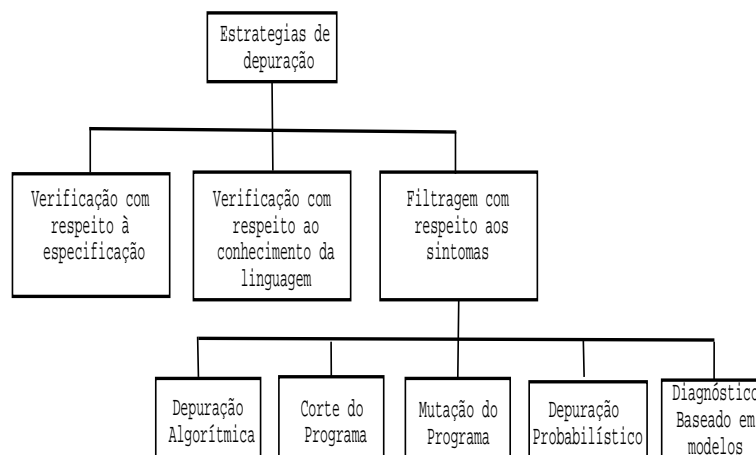 Estrategias de
depuração
Verificação com
respeito à
especificação
Verificação com
respeito ao
conhecimento da
linguagem
Filtragem com
respeito aos
sintomas
Depuração
Algorítmica
Corte do
Programa
Mutação do
Programa
Depuração
Probabilístico
Diagnóstico
Baseado em
modelos